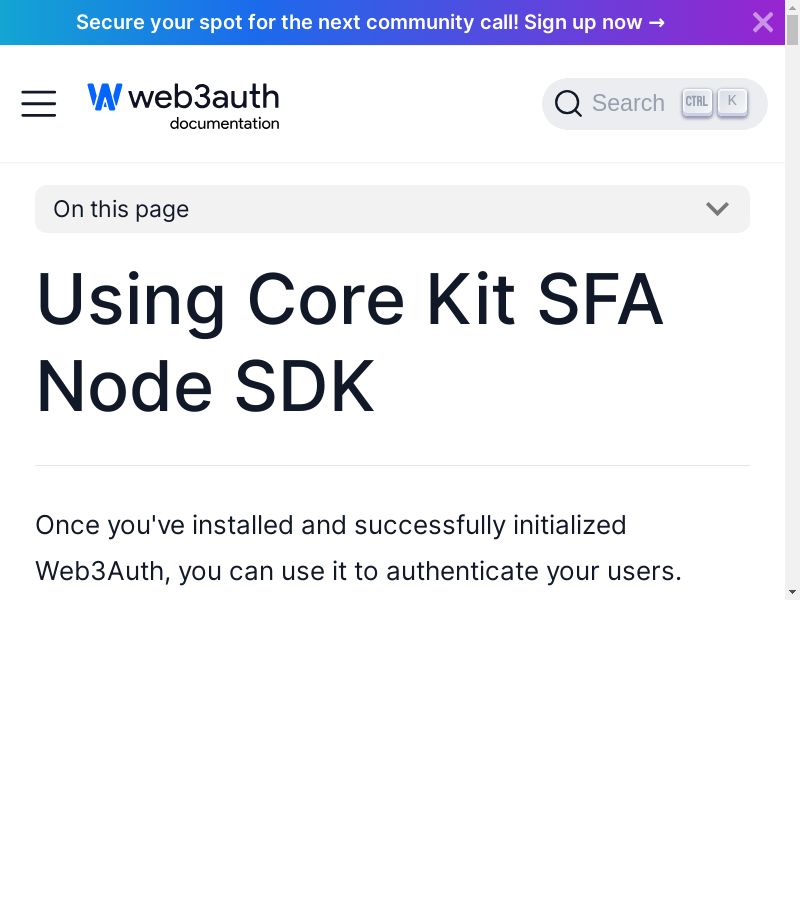 Secure your spot for the next community call! Sign up now →
web3auth
documentation
Search CTRL K
On this page
Using Core Kit SFA
Node SDK
Once you've installed and successfully initialized
Web3Auth, you can use it to authenticate your users.